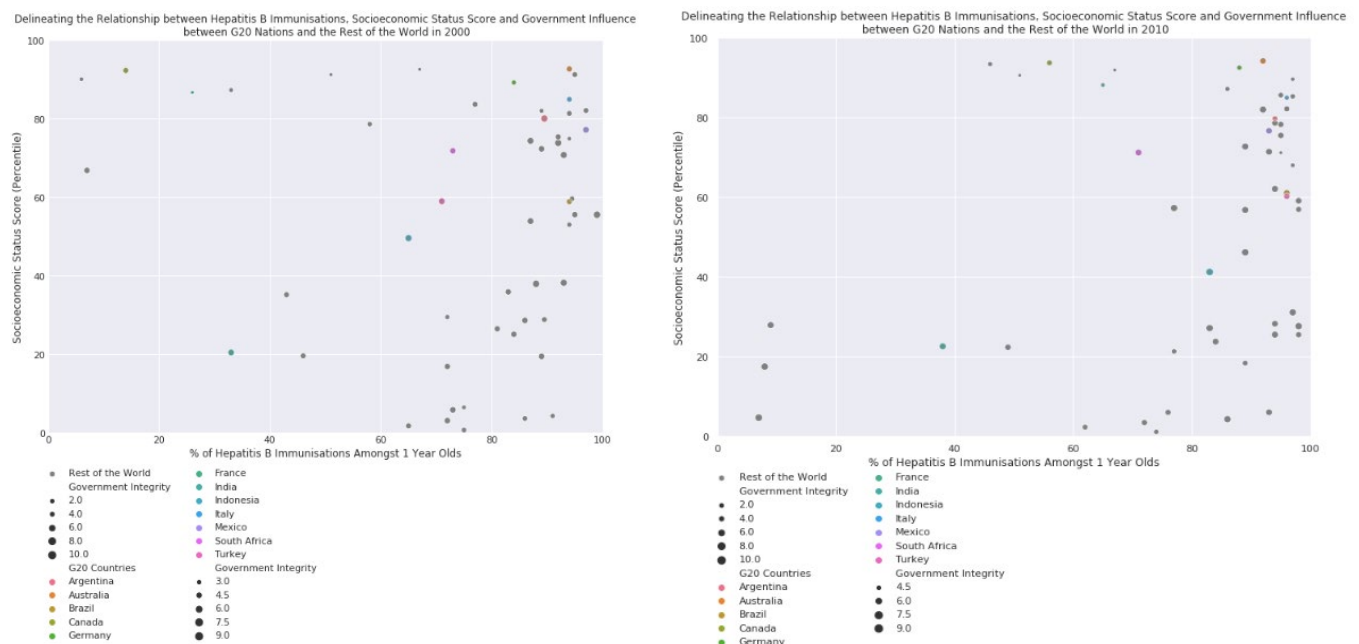 Delineating the Relationship between Hepatitis B Immunisations, Socioeconomic Status Score and Government Influence
between G20 Nations and the Rest of the World in 2000
100
80
60
40
20
0
Socioeconomic Status Score (Percentile)
0 20 40 60 80 100
% of Hepatitis B Immunisations Amongst 1 Year Olds
Rest of the World
Government Integrity
2.0
4.0
6.0
8.0
10.0
G20 Countries
Argentina
Australia
Brazil
Canada
Germany
France
India
Indonesia
Italy
Mexico
South Africa
Turkey
Government Integrity
3.0
4.5
6.0
7.5
9.0
Delineating the Relationship between Hepatitis B Immunisations, Socioeconomic Status Score and Government Influence
between G20 Nations and the Rest of the World in 2010
100
80
60
40
20
0
Socioeconomic Status Score (Percentile)
0 20 40 60 80 100
% of Hepatitis B Immunisations Amongst 1 Year Olds
Rest of the World
Government Integrity
2.0
4.0
6.0
8.0
10.0
G20 Countries
Argentina
Australia
Brazil
Canada
Germany
France
India
Indonesia
Italy
Mexico
South Africa
Turkey
Government Integrity
4.5
6.0
7.5
9.0